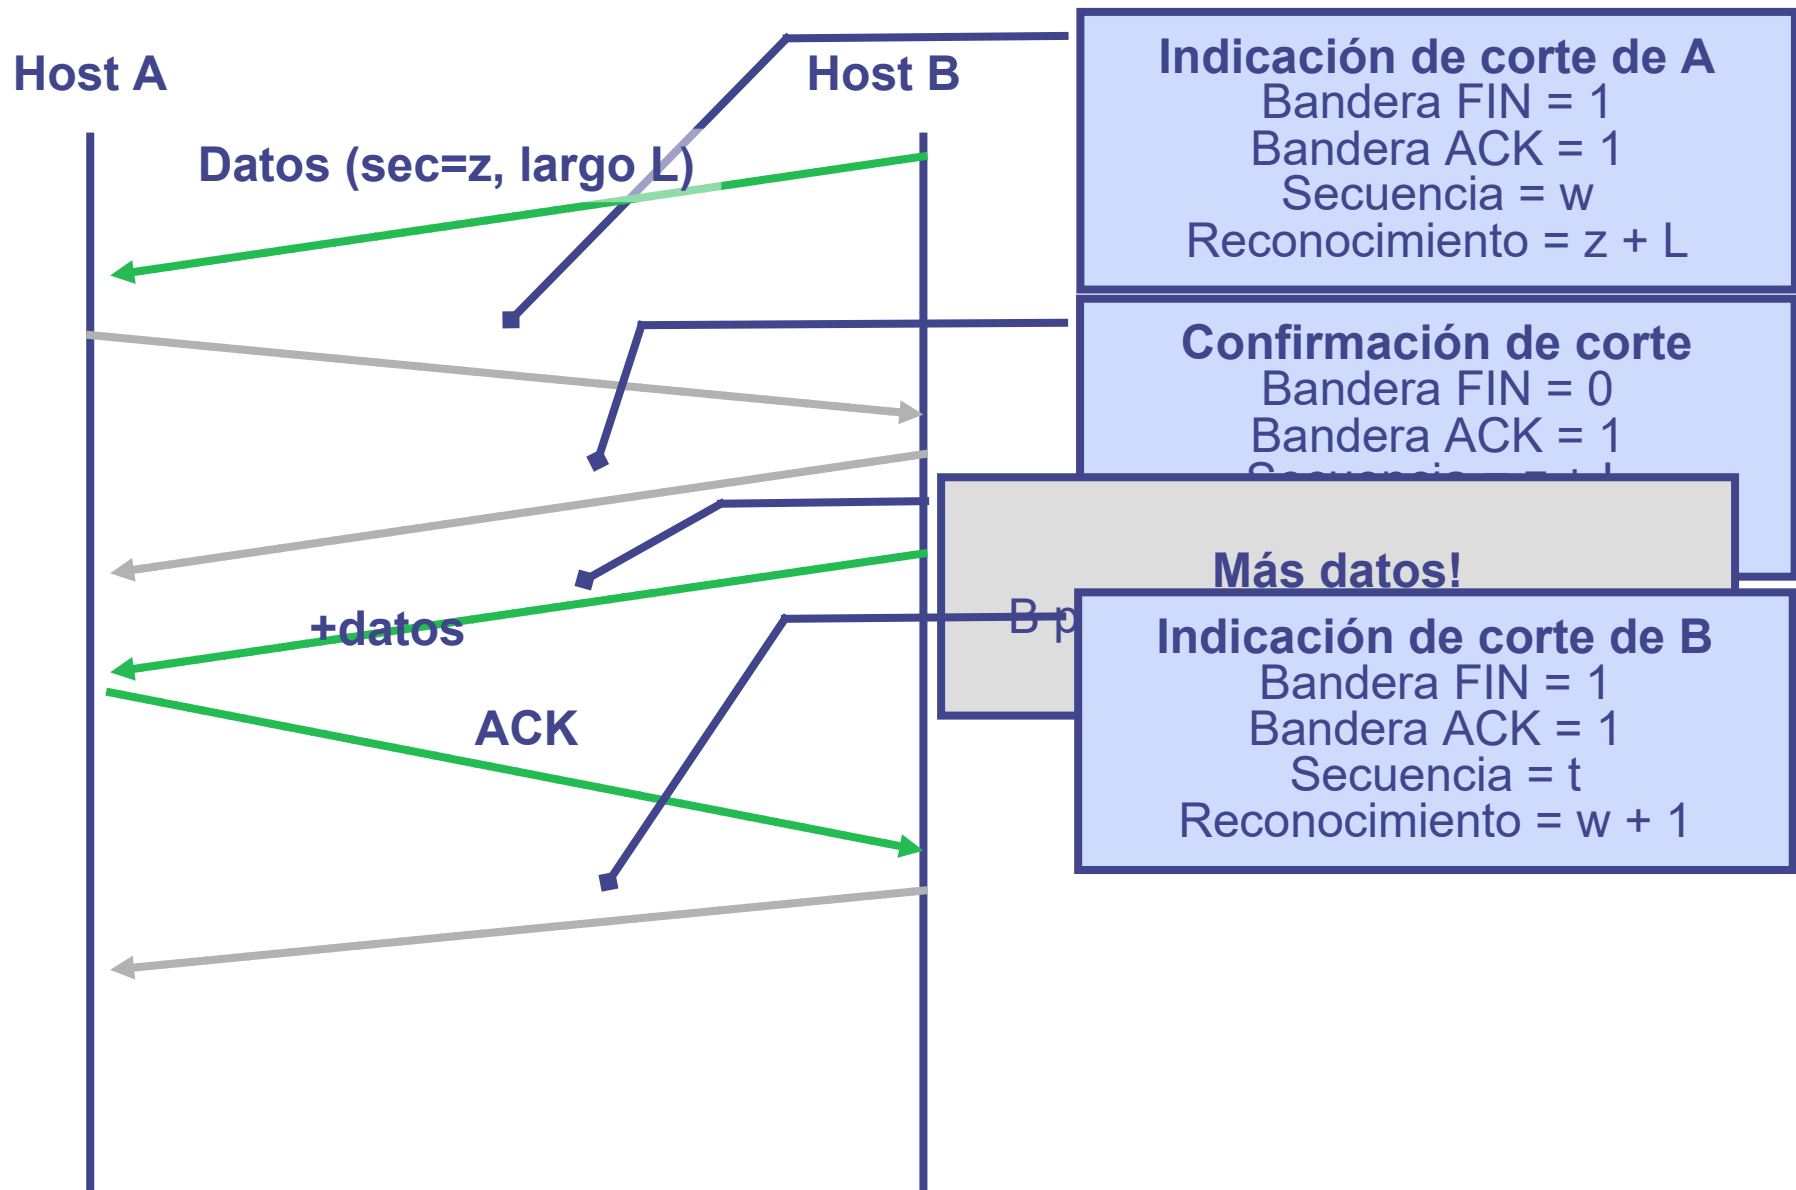 Host A
Host B
Datos (sec=z, largo L)
+datos
ACK
Indicación de corte de A
Bandera FIN = 1
Bandera ACK = 1
Secuencia = w
Reconocimiento = z + L
Confirmación de corte
Bandera FIN = 0
Bandera ACK = 1
Secuencia = z + L
Más datos!
B
Indicación de corte de B
Bandera FIN = 1
Bandera ACK = 1
Secuencia = t
Reconocimiento = w + 1